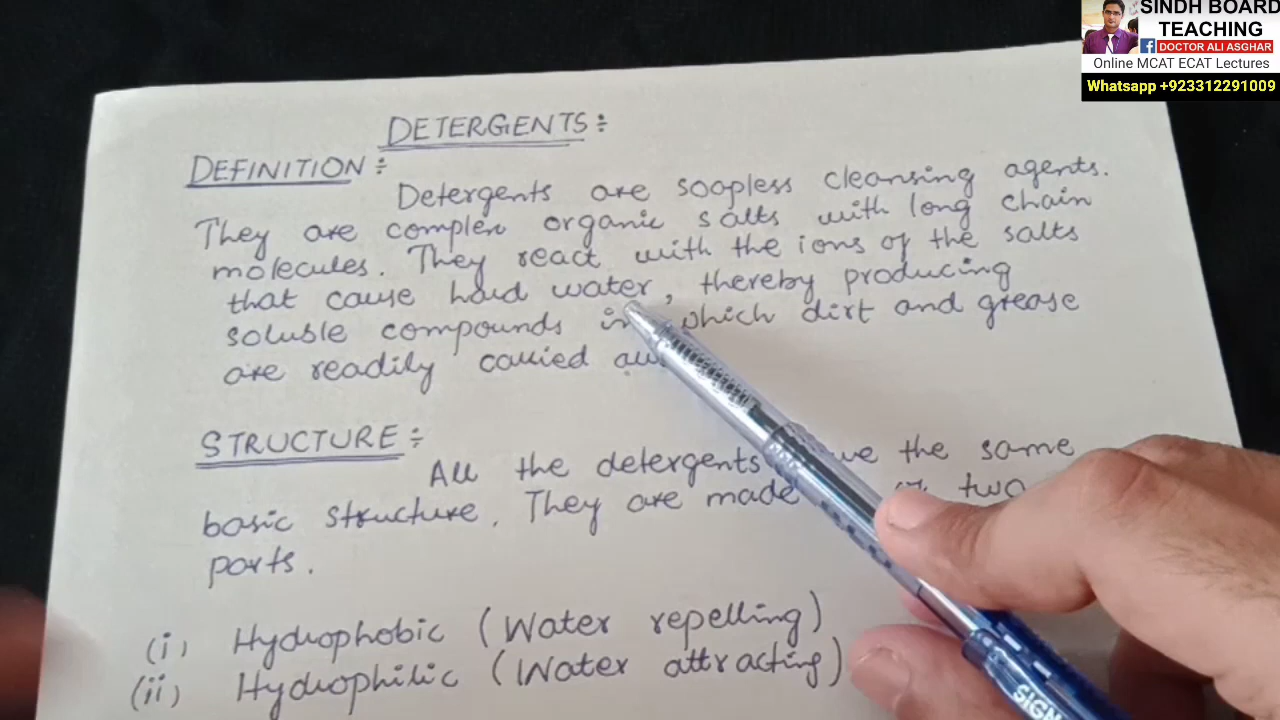 SINDH BOARD
TEACHING
DOCTOR ALI ASGHAR
Online MCAT ECAT Lectures
Whatsapp +923312291009
DETERGENTS:
DEFINITION:
Detergents are soapless cleansing agents.
They are complex organic salts with long chain
molecules. They react with the ions of the salts
that cause hard water, thereby producing
soluble compounds in which dirt and grease
are readily carried
STRUCTURE:
All the detergents the same
basic structure. They are made two
parts.
(i) Hydrophobic (Water repelling)
(ii) Hydrophilic (Water attracting)
SIGN